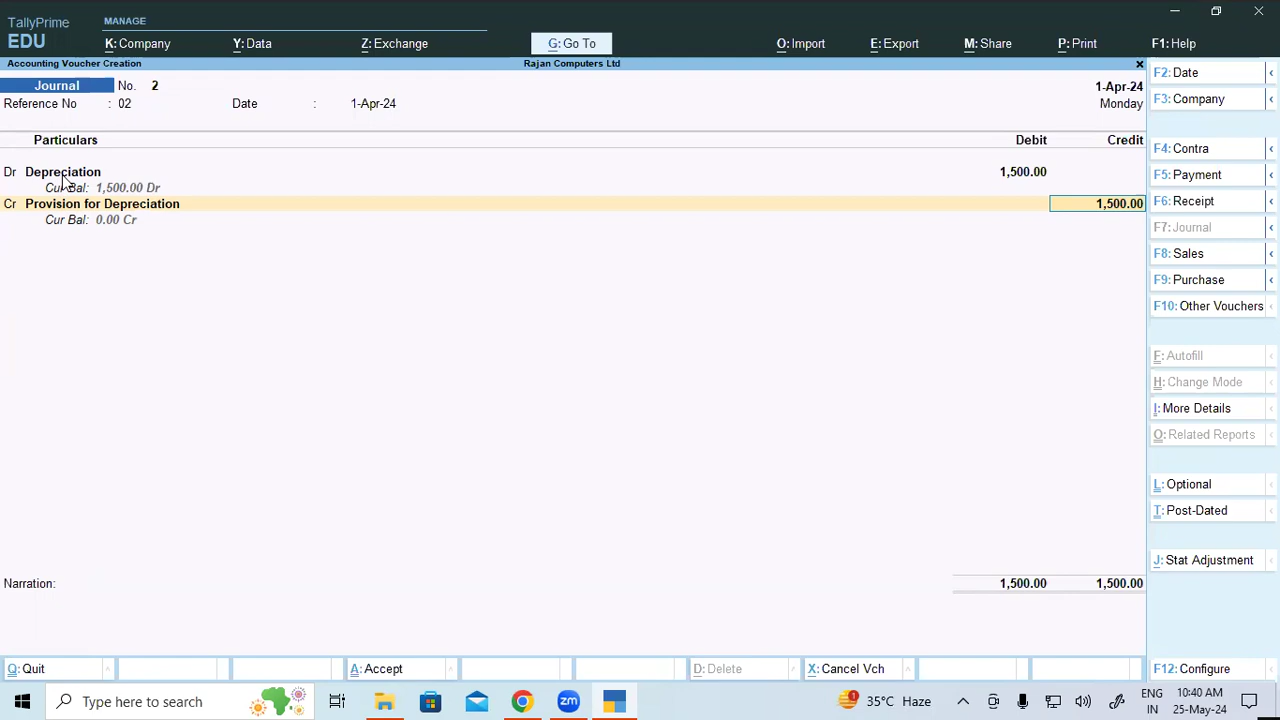 TallyPrime
EDU
MANAGE
K: Company
Y: Data
Z: Exchange
G: Go To
O: Import
E: Export
M: Share
P: Print
F1: Help
Accounting Voucher Creation
Rajan Computers Ltd
×
Journal
No. 2
1-Apr-24
Reference No : 02
Date : 1-Apr-24
Monday
Particulars
Debit
Credit
Dr Depreciation 1,500.00
Cur Bal: 1,500.00 Dr
Cr Provision for Depreciation 1,500.00
Cur Bal: 0.00 Cr
Narration:
1,500.00 1,500.00
F2: Date
F3: Company
F4: Contra
F5: Payment
F6: Receipt
F7: Journal
F8: Sales
F9: Purchase
F10: Other Vouchers
F: Autofill
H: Change Mode
I: More Details
O: Related Reports
L: Optional
T: Post-Dated
J: Stat Adjustment
Q: Quit
A: Accept
D: Delete
X: Cancel Vch
F12: Configure
Type here to search
zm
35°C Haze
ENG
IN
10:40 AM
25-May-24